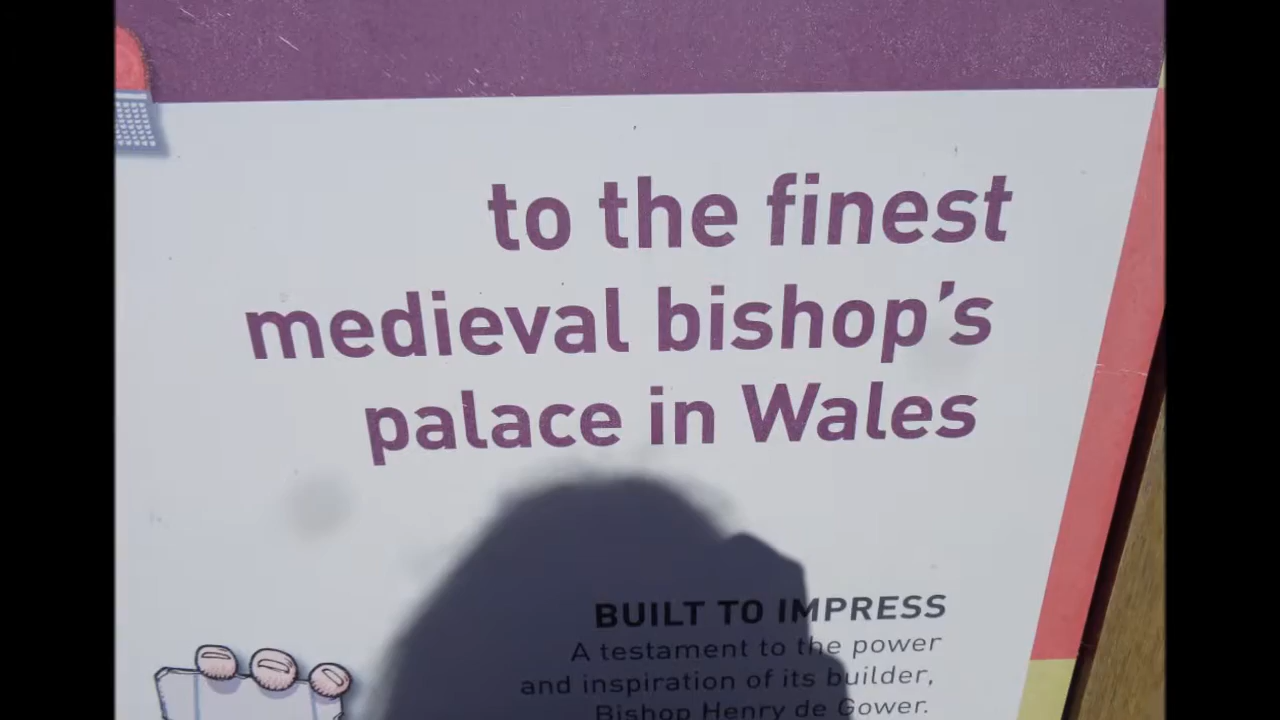 to the finest
medieval bishop’s
palace in Wales
BUILT TO IMPRESS
A testament to the power
and inspiration of its builder,
Bishop Henry de Gower.